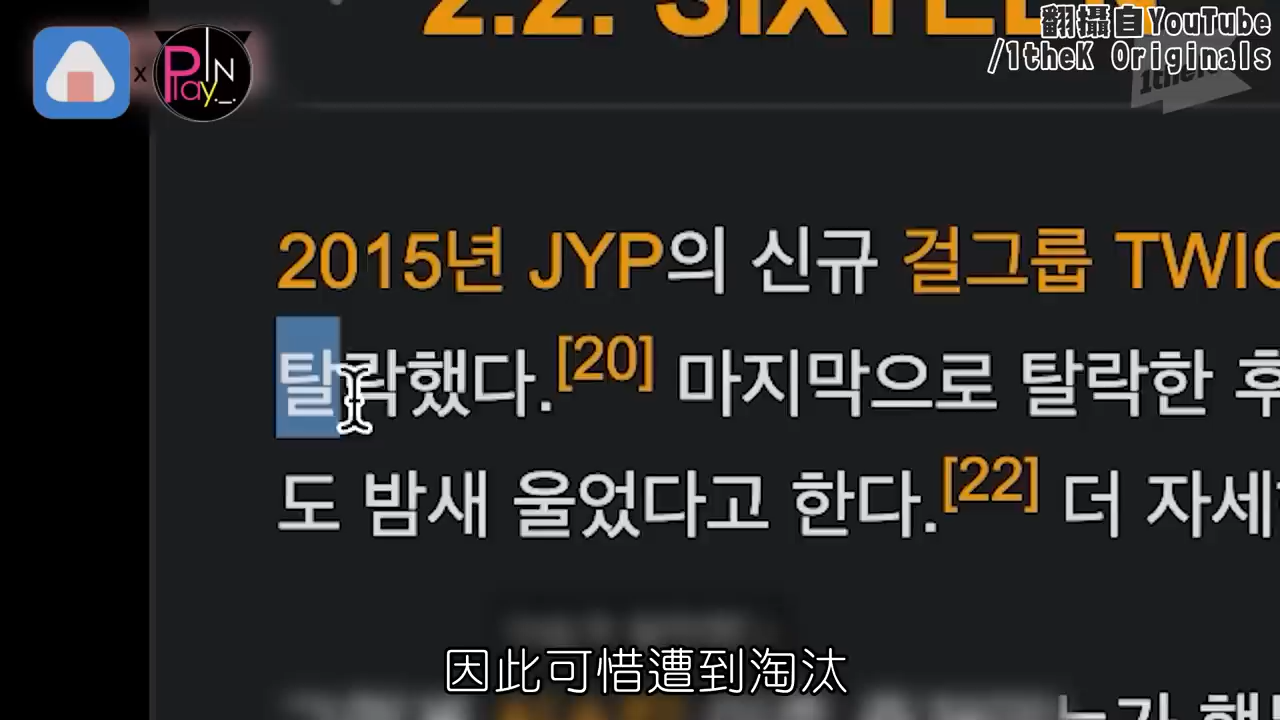 2.2. SIXTEEN
翻攝自YouTube
/1theK Originals
x
PLAY IN
2015년 JYP의 신규 걸그룹 TWIC
탈락했다.[20] 마지막으로 탈락한 후
도 밤새 울었다고 한다.[22] 더 자세
因此可惜遭到淘汰